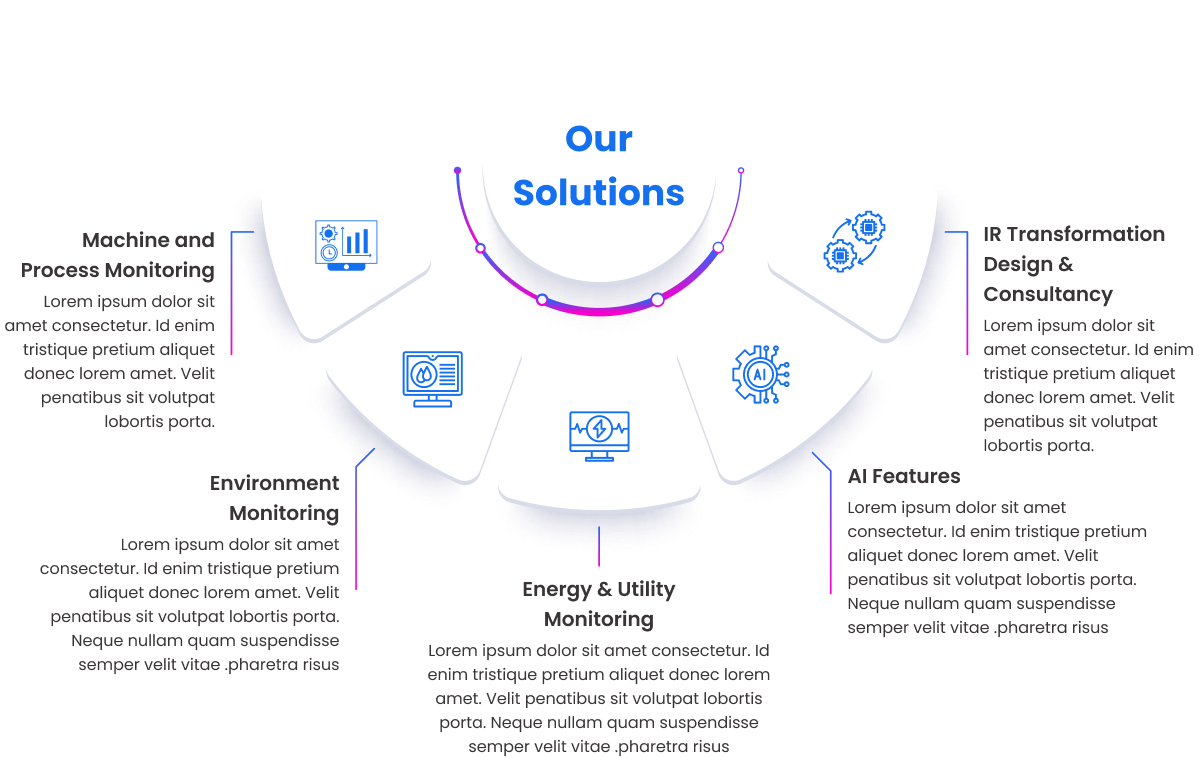 Our
Solutions
Machine and
Process Monitoring
Lorem ipsum dolor sit
amet consectetur. Id enim
tristique pretium aliquet
donec lorem amet. Velit
penatibus sit volutpat
lobortis porta.
Environment
Monitoring
Lorem ipsum dolor sit amet
consectetur. Id enim tristique pretium
aliquet donec lorem amet. Velit
penatibus sit volutpat lobortis porta.
Neque nullam quam suspendisse
semper velit vitae .pharetra risus
Energy & Utility
Monitoring
Lorem ipsum dolor sit amet consectetur. Id
enim tristique pretium aliquet donec lorem
amet. Velit penatibus sit volutpat lobortis
porta. Neque nullam quam suspendisse
semper velit vitae .pharetra risus
AI
AI Features
Lorem ipsum dolor sit amet
consectetur. Id enim tristique pretium
aliquet donec lorem amet. Velit
penatibus sit volutpat lobortis porta.
Neque nullam quam suspendisse
semper velit vitae .pharetra risus
IR Transformation
Design &
Consultancy
Lorem ipsum dolor sit
amet consectetur. Id enim
tristique pretium aliquet
donec lorem amet. Velit
penatibus sit volutpat
lobortis porta.